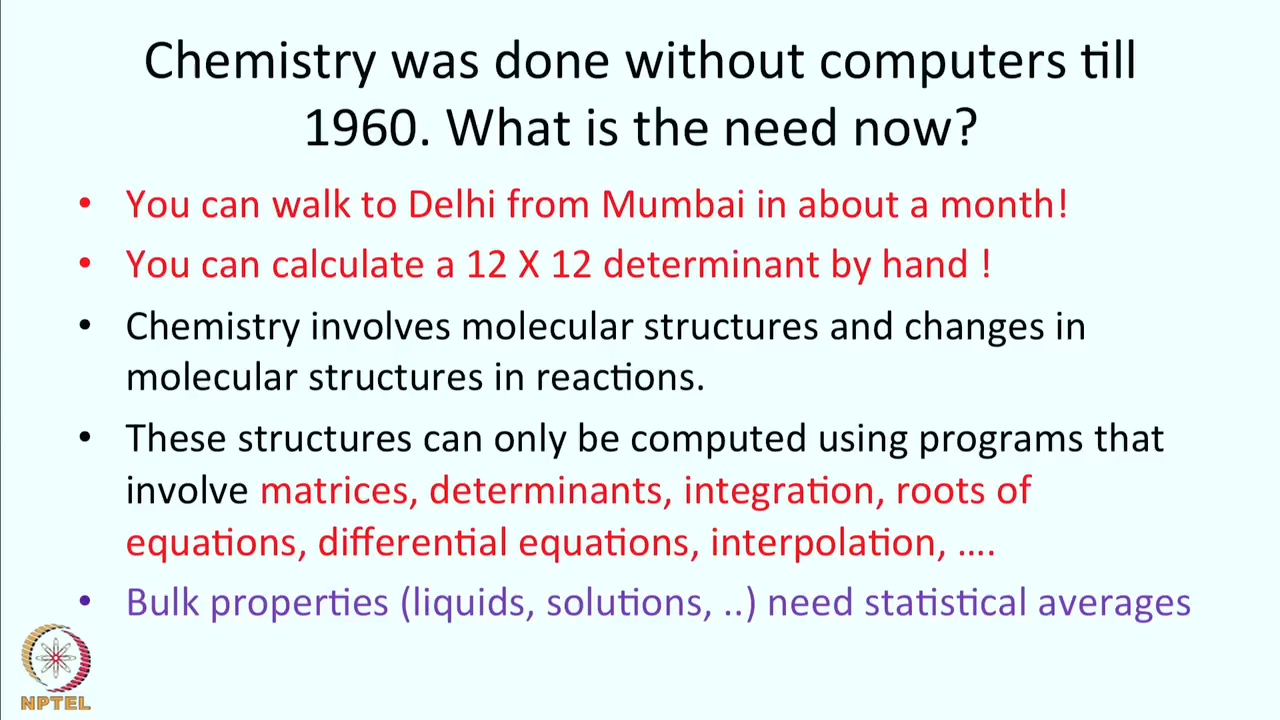 Chemistry was done without computers till
1960. What is the need now?
• You can walk to Delhi from Mumbai in about a month!
• You can calculate a 12 X 12 determinant by hand !
• Chemistry involves molecular structures and changes in
molecular structures in reactions.
• These structures can only be computed using programs that
involve matrices, determinants, integration, roots of
equations, differential equations, interpolation, ....
• Bulk properties (liquids, solutions, ..) need statistical averages
NPTEL